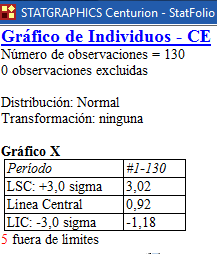 STATGRAPHICS Centurion - StatFolio
Gráfico de Individuos - CE
Número de observaciones = 130
0 observaciones excluidas
Distribución: Normal
Transformación: ninguna
Gráfico X
Período #1-130
LSC: +3,0 sigma 3,02
Línea Central 0,92
LIC: -3,0 sigma -1,18
5 fuera de límites